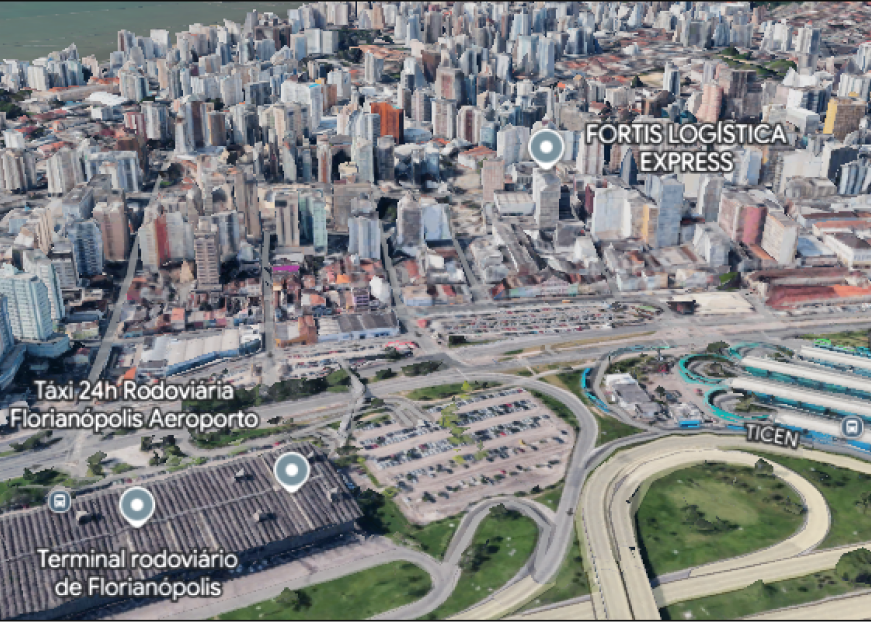 FORTIS LOGÍSTICA
EXPRESS
Táxi 24h Rodoviária
Florianópolis Aeroporto
TICEN
Terminal rodoviário
de Florianópolis